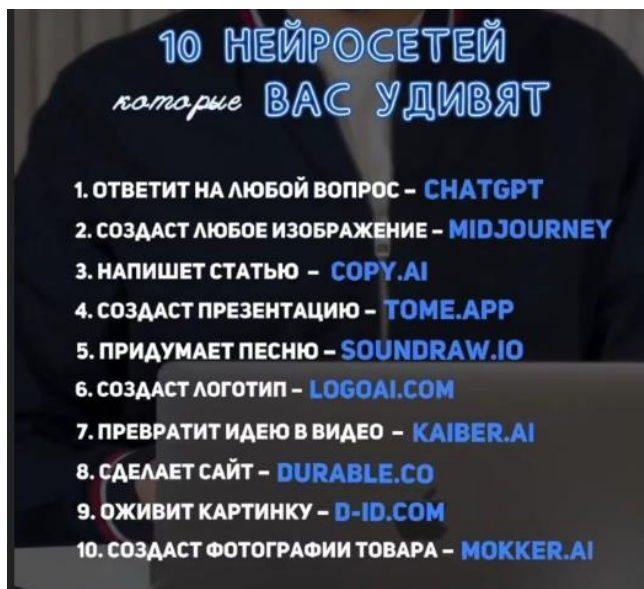 10 НЕЙРОСЕТЕЙ
которые ВАС УДИВЯТ
1. ОТВЕТИТ НА ЛЮБОЙ ВОПРОС – CHATGPT
2. СОЗДАСТ ЛЮБОЕ ИЗОБРАЖЕНИЕ – MIDJOURNEY
3. НАПИШЕТ СТАТЬЮ – COPY.AI
4. СОЗДАСТ ПРЕЗЕНТАЦИЮ – TOME.APP
5. ПРИДУМАЕТ ПЕСНЮ – SOUNDRAW.IO
6. СОЗДАСТ ЛОГОТИП – LOGOAI.COM
7. ПРЕВРАТИТ ИДЕЮ В ВИДЕО – KAIBER.AI
8. СДЕЛАЕТ САЙТ – DURABLE.CO
9. ОЖИВИТ КАРТИНКУ – D-ID.COM
10. СОЗДАСТ ФОТОГРАФИИ ТОВАРА – MOKKER.AI